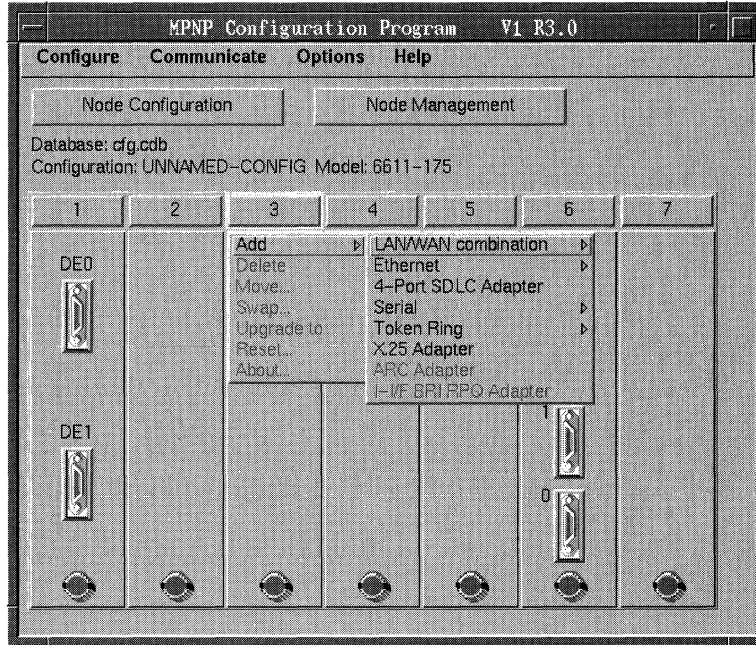 MPNP Configuration Program V1 R3.0
Configure Communicate Options Help
Node Configuration Node Management
Database: cfg.cdb
Configuration: UNNAMED-CONFIG Model: 6611-175
1 2 3 4 5 6 7
DE0
Add
Delete
Move...
Swap...
Upgrade to
Reset...
About...
LAN/WAN combination
Ethernet
4-Port SDLC Adapter
Serial
Token Ring
X.25 Adapter
ARC Adapter
I-I/F BRI RPQ Adapter
DE1
1
0